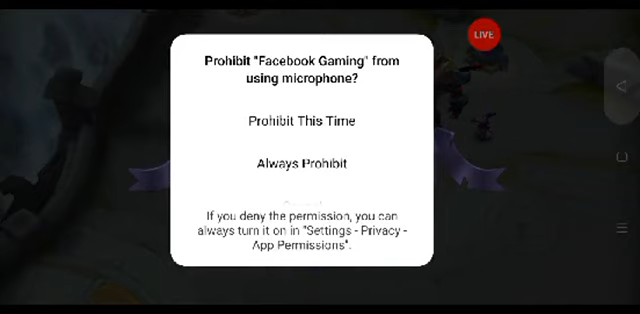 LIVE
Prohibit "Facebook Gaming" from
using microphone?
Prohibit This Time
Always Prohibit
If you deny the permission, you can
always turn it on in "Settings - Privacy -
App Permissions".